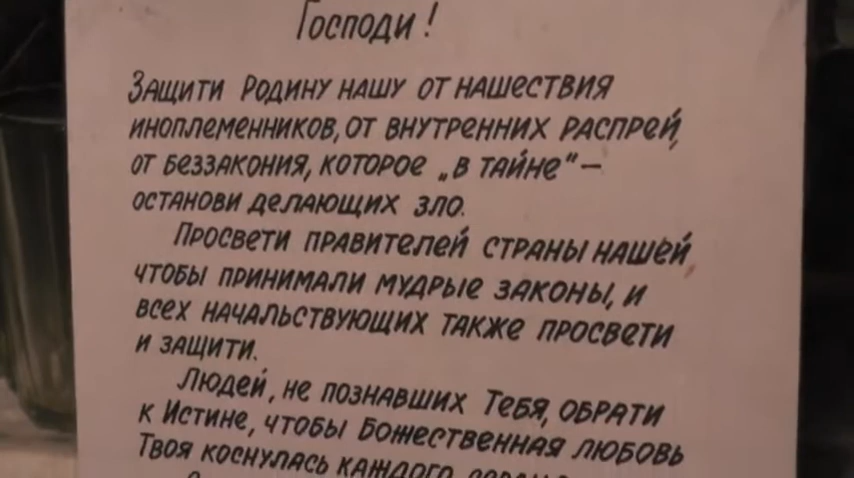 Господи!
Защити Родину нашу от нашествия
иноплеменников, от внутренних распрей,
от беззакония, которое „в тайне“ –
останови делающих зло.
Просвети правителей страны нашей
чтобы принимали мудрые законы, и
всех начальствующих также просвети
и защити.
Людей, не познавших Тебя, обрати
к Истине, чтобы Божественная любовь
Твоя коснулась каждого